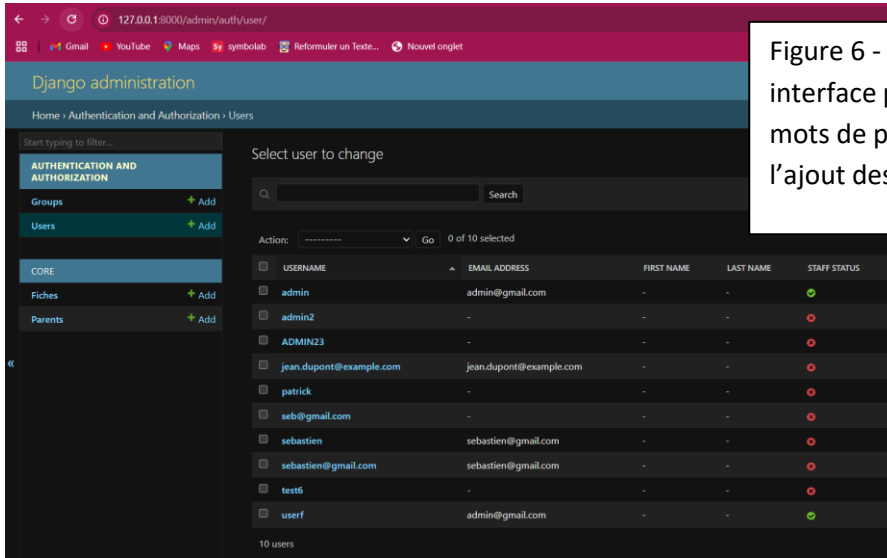 127.0.0.1:8000/admin/auth/user/
Gmail YouTube Maps Sy symbolab Reformuler un Texte... Nouvel onglet
Figure 6 -
interface
mots de
l'ajout
Django administration
Home › Authentication and Authorization › Users
Start typing to filter...
AUTHENTICATION AND
AUTHORIZATION
Groups + Add
Users + Add
CORE
Fiches + Add
Parents + Add
«
Select user to change
Search
Action: --------- Go 0 of 10 selected
USERNAME EMAIL ADDRESS FIRST NAME LAST NAME STAFF STATUS
admin admin@gmail.com - -
admin2 - - -
ADMIN23 - - -
jean.dupont@example.com jean.dupont@example.com - -
patrick - - -
seb@gmail.com - - -
sebastien sebastien@gmail.com - -
sebastien@gmail.com sebastien@gmail.com - -
test6 - - -
userf admin@gmail.com - -
10 users